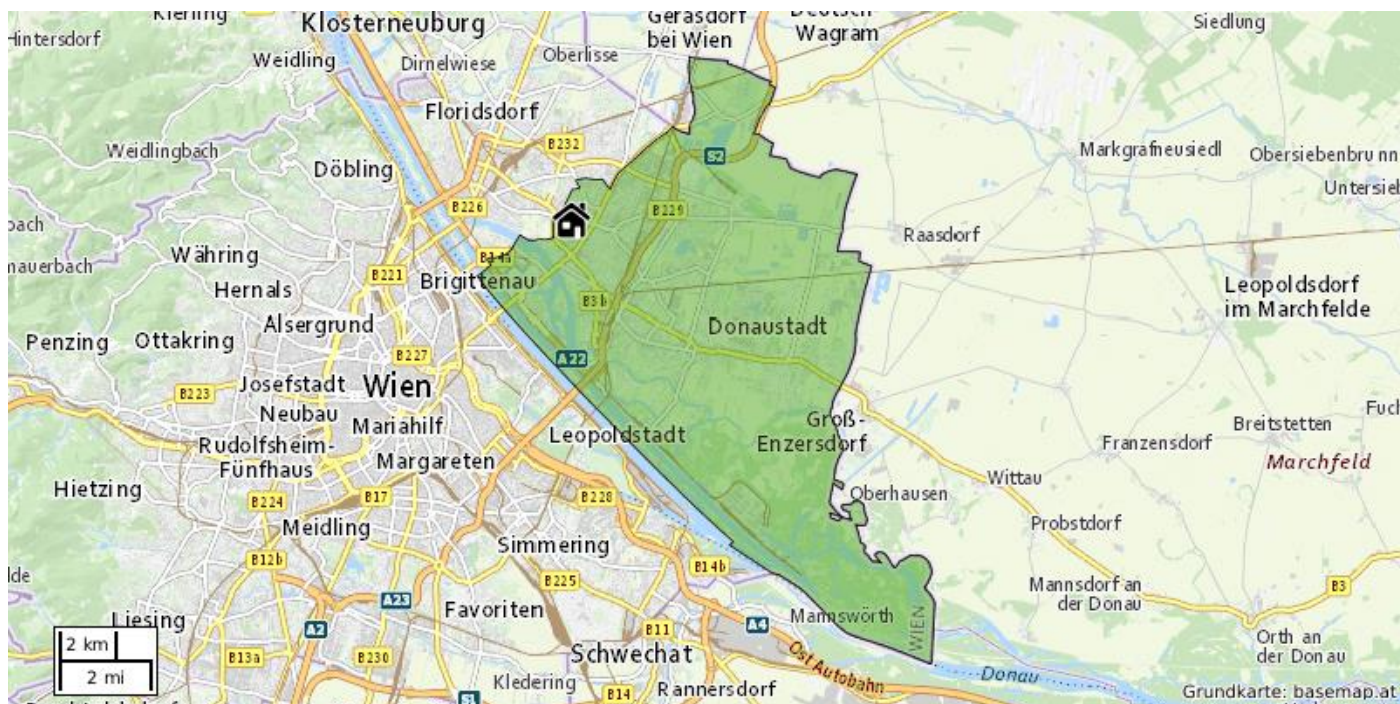 Kierling
Klosterneuburg
Gerasdorf
bei Wien
Deutsch-
Wagram
Siedlung
Hintersdorf
Weidling
Dirnelwiese
Oberlisse
Floridsdorf
Weidlingbach
B232
S2
Markgrafneusiedl
Obersiebenbrunn
Döbling
B226
B229
Raasdorf
Währing
B14a
mauerbach
B221
Brigittenau
Hernals
Leopoldsdorf
im Marchfelde
B3b
Alsergrund
Donaustadt
Penzing
Ottakring
B227
A22
B223
Josefstadt
Wien
Neubau
Mariahilf
Leopoldstadt
Groß-
Enzersdorf
Breitstetten
Rudolfsheim-
Fünfhaus
Margareten
Franzensdorf
Marchfeld
Hietzing
B224
B17
B228
Wittau
Oberhausen
Meidling
Simmering
Probstdorf
B12b
B225
B14b
Mannsdorf an
der Donau
B3
Liesing
A23
Favoriten
Mannswörth
WIEN
2 km
2 mi
A2
B11
A4
Orth an
der Donau
B13a
B230
Schwechat
Ost Autobahn
Donau
Kledering
S1
B14
Rannersdorf
Grundkarte: basemap.at